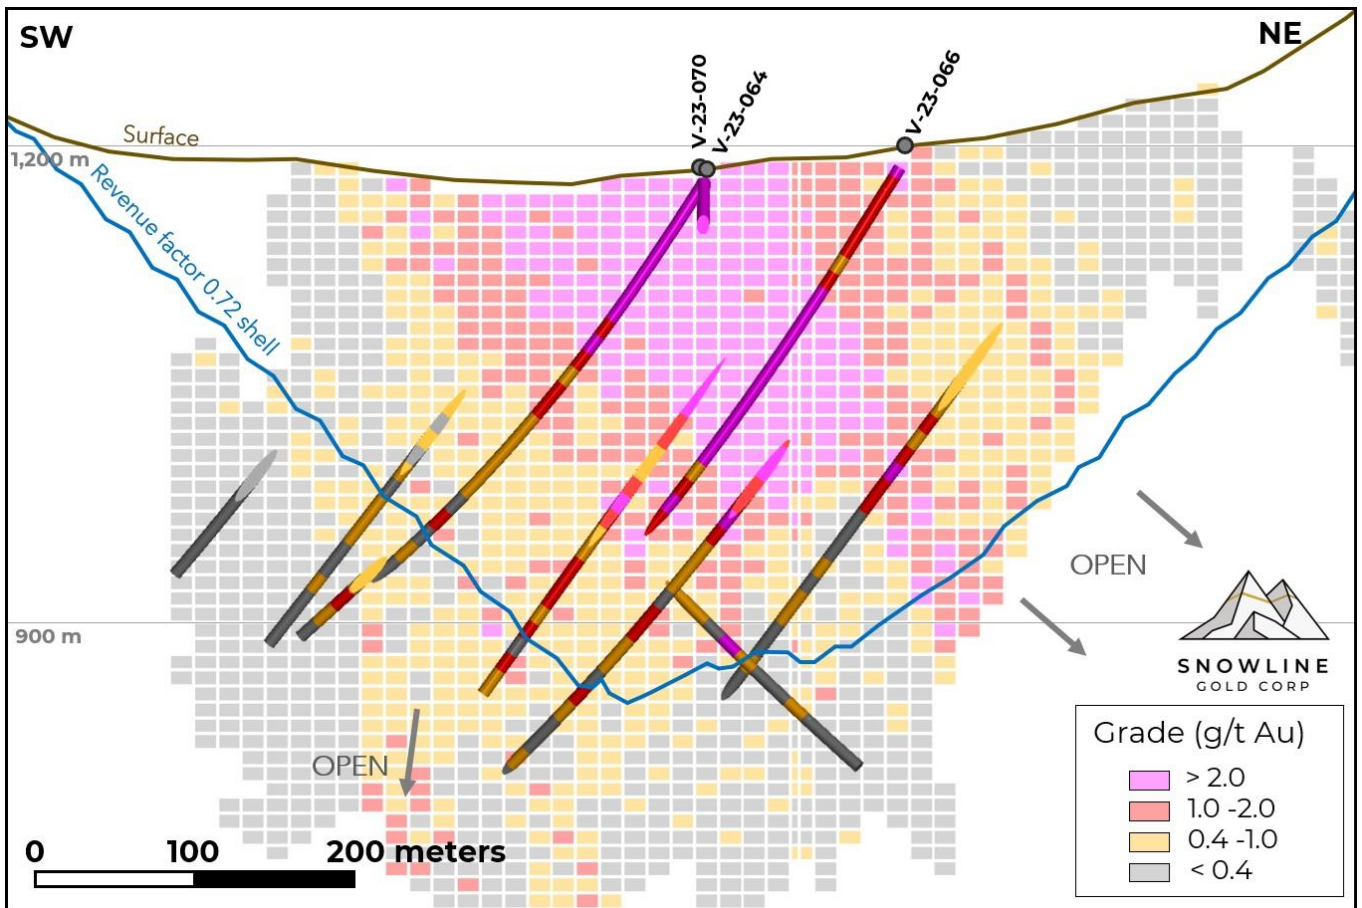 SW
NE
V-23-070
V-23-064
V-23-066
Surface
1,200 m
Revenue factor 0.72 shell
OPEN
900 m
SNOWLINE
GOLD CORP
OPEN
Grade (g/t Au)
> 2.0
1.0 -2.0
0.4 -1.0
< 0.4
0 100 200 meters